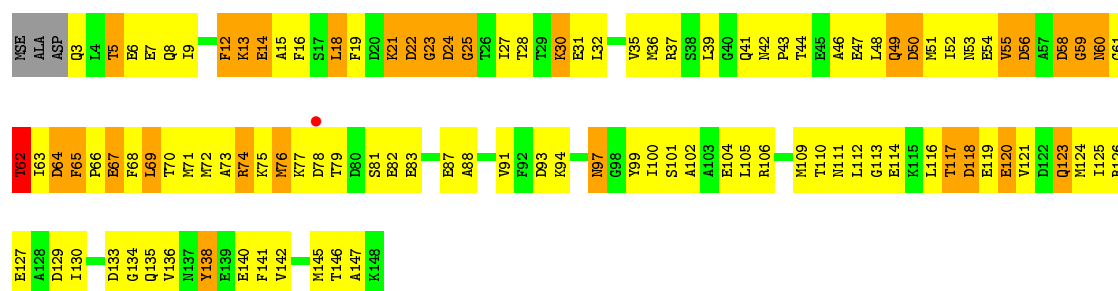 MSE ALA ASP Q3 L4 T5 E6 E7 Q8 I9 F12 K13 E14 A15 F16 S17 L18 F19 D20 K21 D22 G23 D24 G25 T26 I27 T28 T29 K30 E31 L32 V35 M36 R37 S38 L39 G40 Q41 N42 P43 T44 E45 A46 E47 L48 Q49 D50 M51 I52 N53 E54 V55 D56 A57 D58 G59 N60 G61
T62 I63 D64 F65 P66 E67 F68 L69 T70 M71 M72 A73 R74 K75 M76 K77 D78 T79 D80 S81 E82 E83 E87 A88 V91 F92 D93 K94 N97 G98 Y99 I100 S101 A102 A103 E104 L105 R106 M109 T110 N111 L112 G113 E114 K115 L116 T117 D118 E119 E120 V121 D122 Q123 M124 I125 R126
E127 A128 D129 I130 D133 G134 Q135 V136 N137 Y138 E139 E140 F141 V142 M145 T146 A147 K148